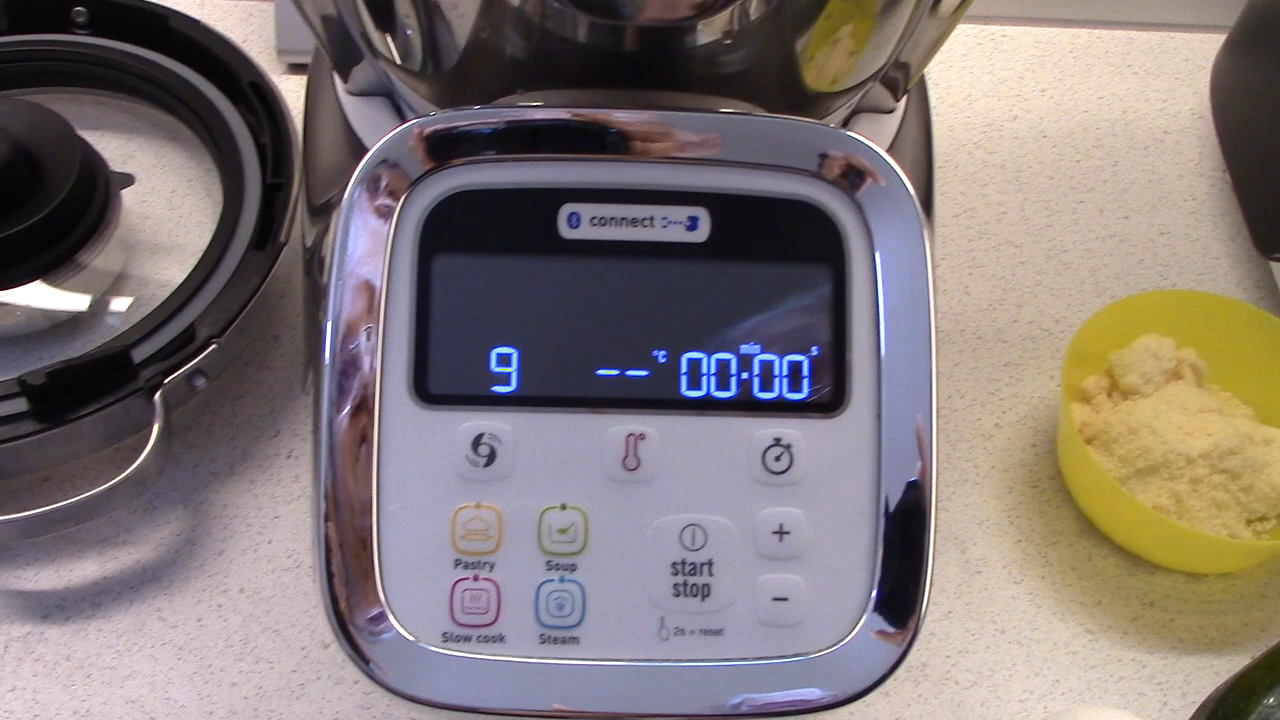 connect
9 --°C 00:00
min s
Pastry Soup
start
stop
Slow cook Steam
2s = reset
+
-